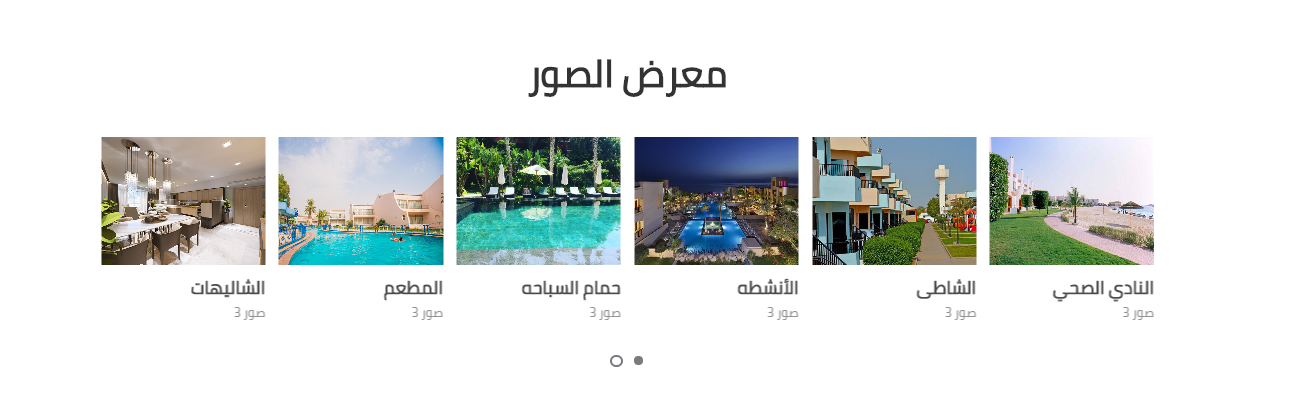 معرض الصور
النادي الصحي
صور 3
الشاطى
صور 3
الأنشطه
صور 3
حمام السباحه
صور 3
المطعم
صور 3
الشاليهات
صور 3